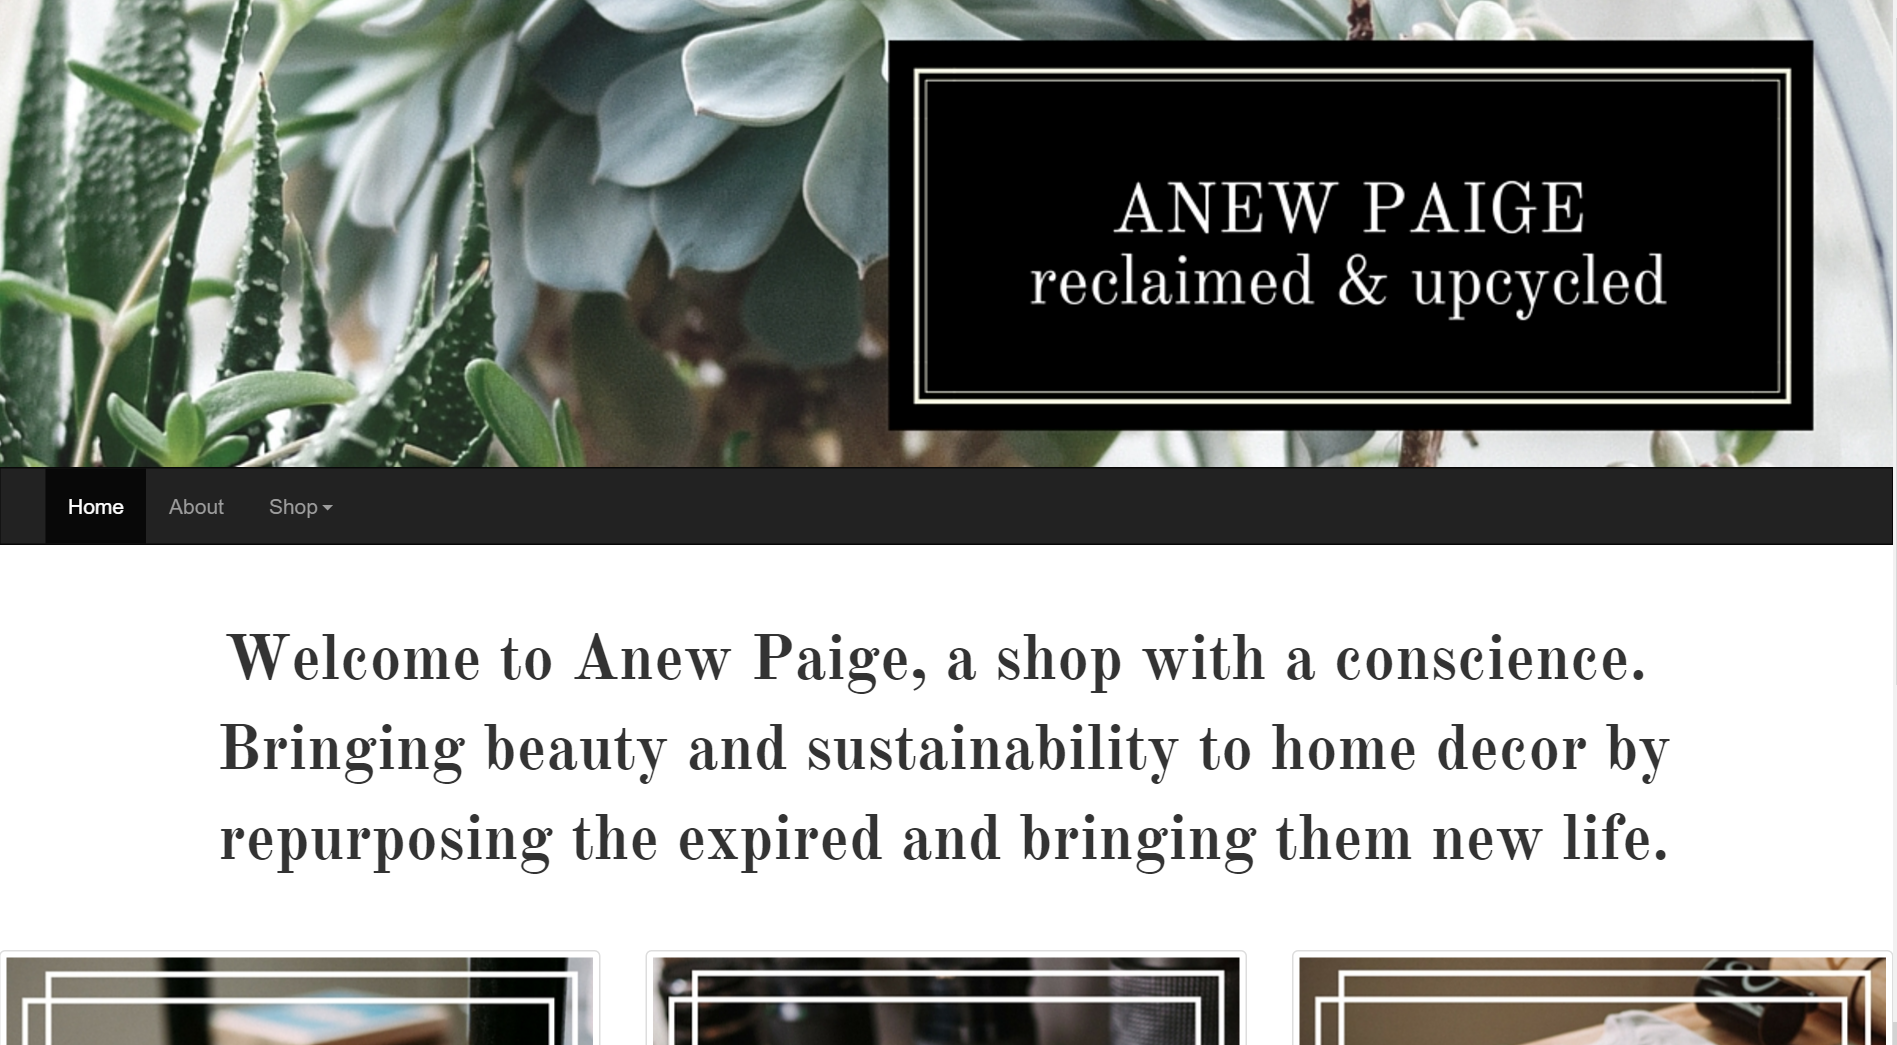 ANEW PAIGE
reclaimed & upcycled
Home About Shop
Welcome to Anew Paige, a shop with a conscience.
Bringing beauty and sustainability to home decor by
repurposing the expired and bringing them new life.